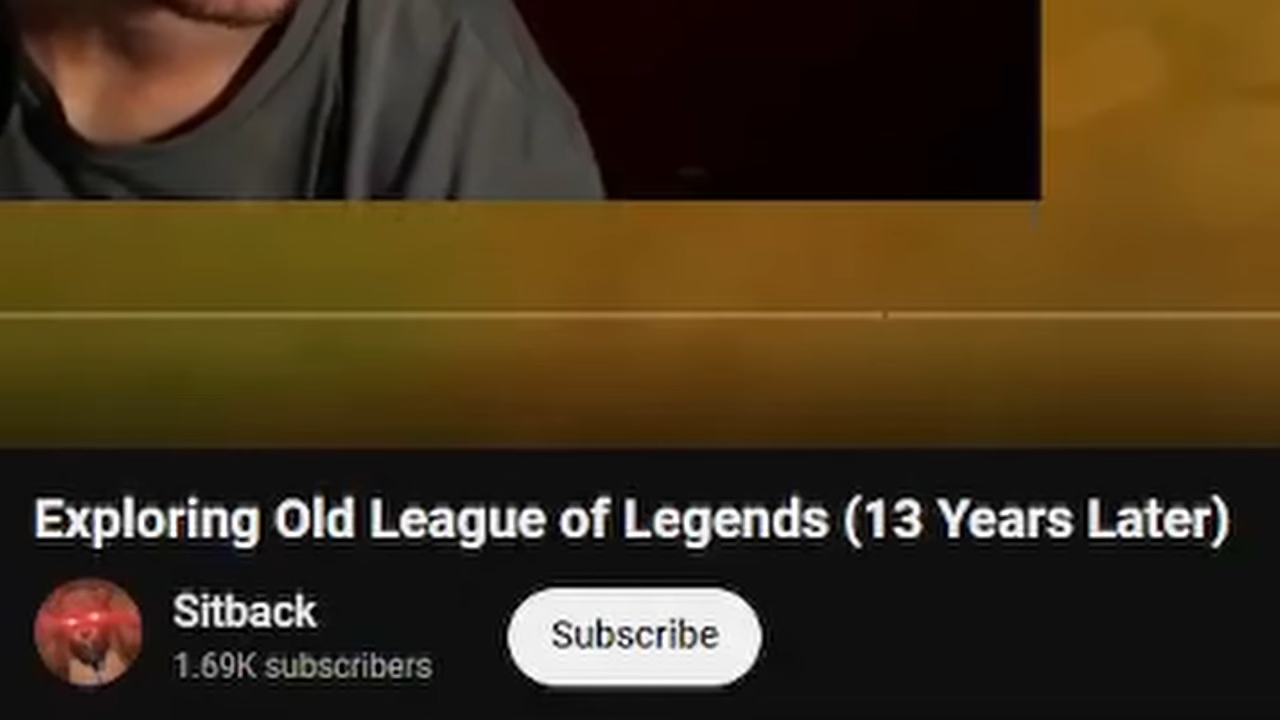 Exploring Old League of Legends (13 Years Later)
Sitback
1.69K subscribers
Subscribe